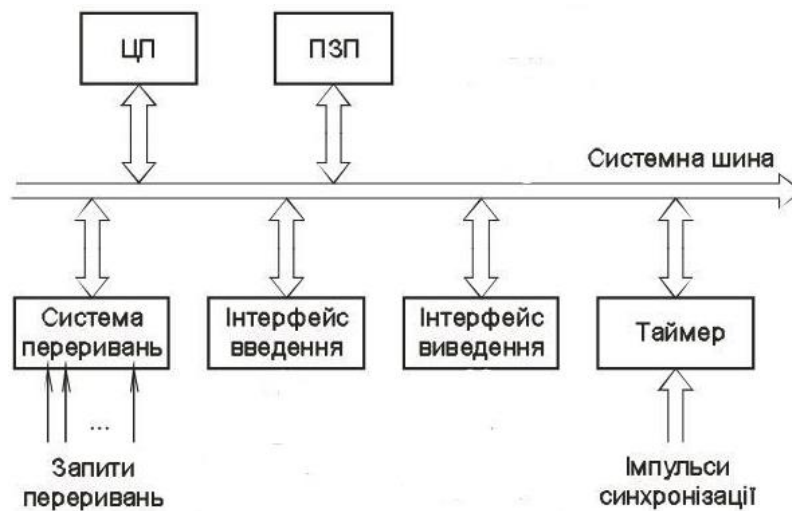 ЦП
ПЗП
Системна шина
Система
переривань
Інтерфейс
введення
Інтерфейс
виведення
Таймер
...
Запити
переривань
Імпульси
синхронізації